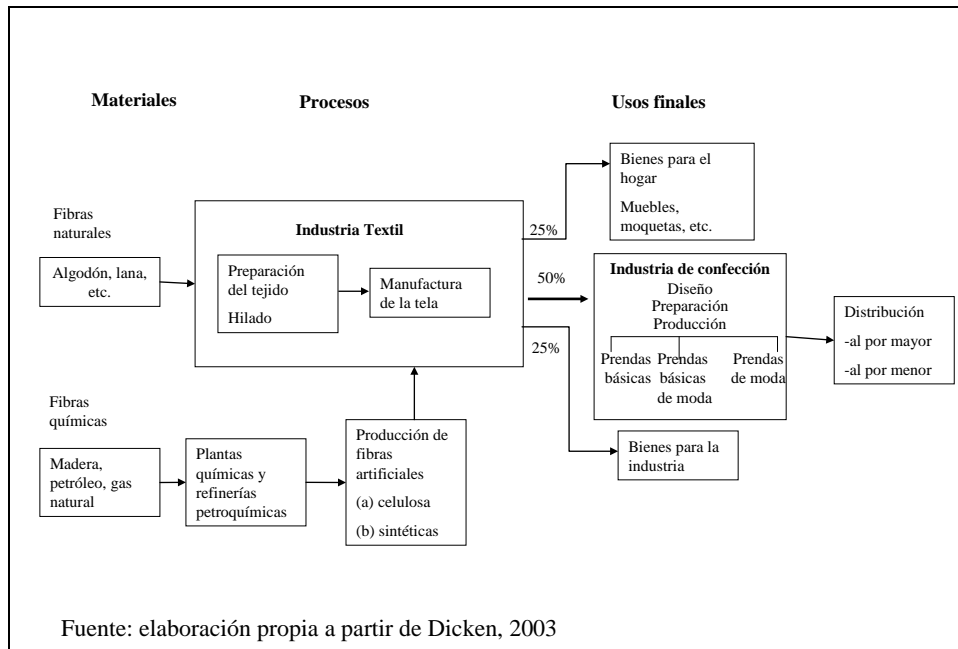 Materiales
Procesos
Usos finales
Fibras
naturales
Algodón, lana,
etc.
Industria Textil
Preparación
del tejido
Hilado
Manufactura
de la tela
25%
50%
25%
Bienes para el
hogar
Muebles,
moquetas, etc.
Industria de confección
Diseño
Preparación
Producción
Prendas
básicas
Prendas
básicas
de moda
Prendas
de moda
Distribución
-al por mayor
-al por menor
Bienes para la
industria
Fibras
químicas
Madera,
petróleo, gas
natural
Plantas
químicas y
refinerías
petroquímicas
Producción de
fibras
artificiales
(a) celulosa
(b) sintéticas
Fuente: elaboración propia a partir de Dicken, 2003